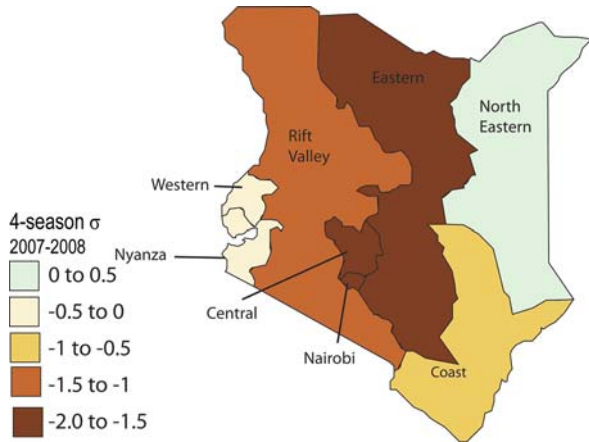 Eastern
North
Eastern
Rift
Valley
Western
4-season σ
2007-2008
Nyanza
0 to 0.5
-0.5 to 0
Central
-1 to -0.5
Nairobi
Coast
-1.5 to -1
-2.0 to -1.5